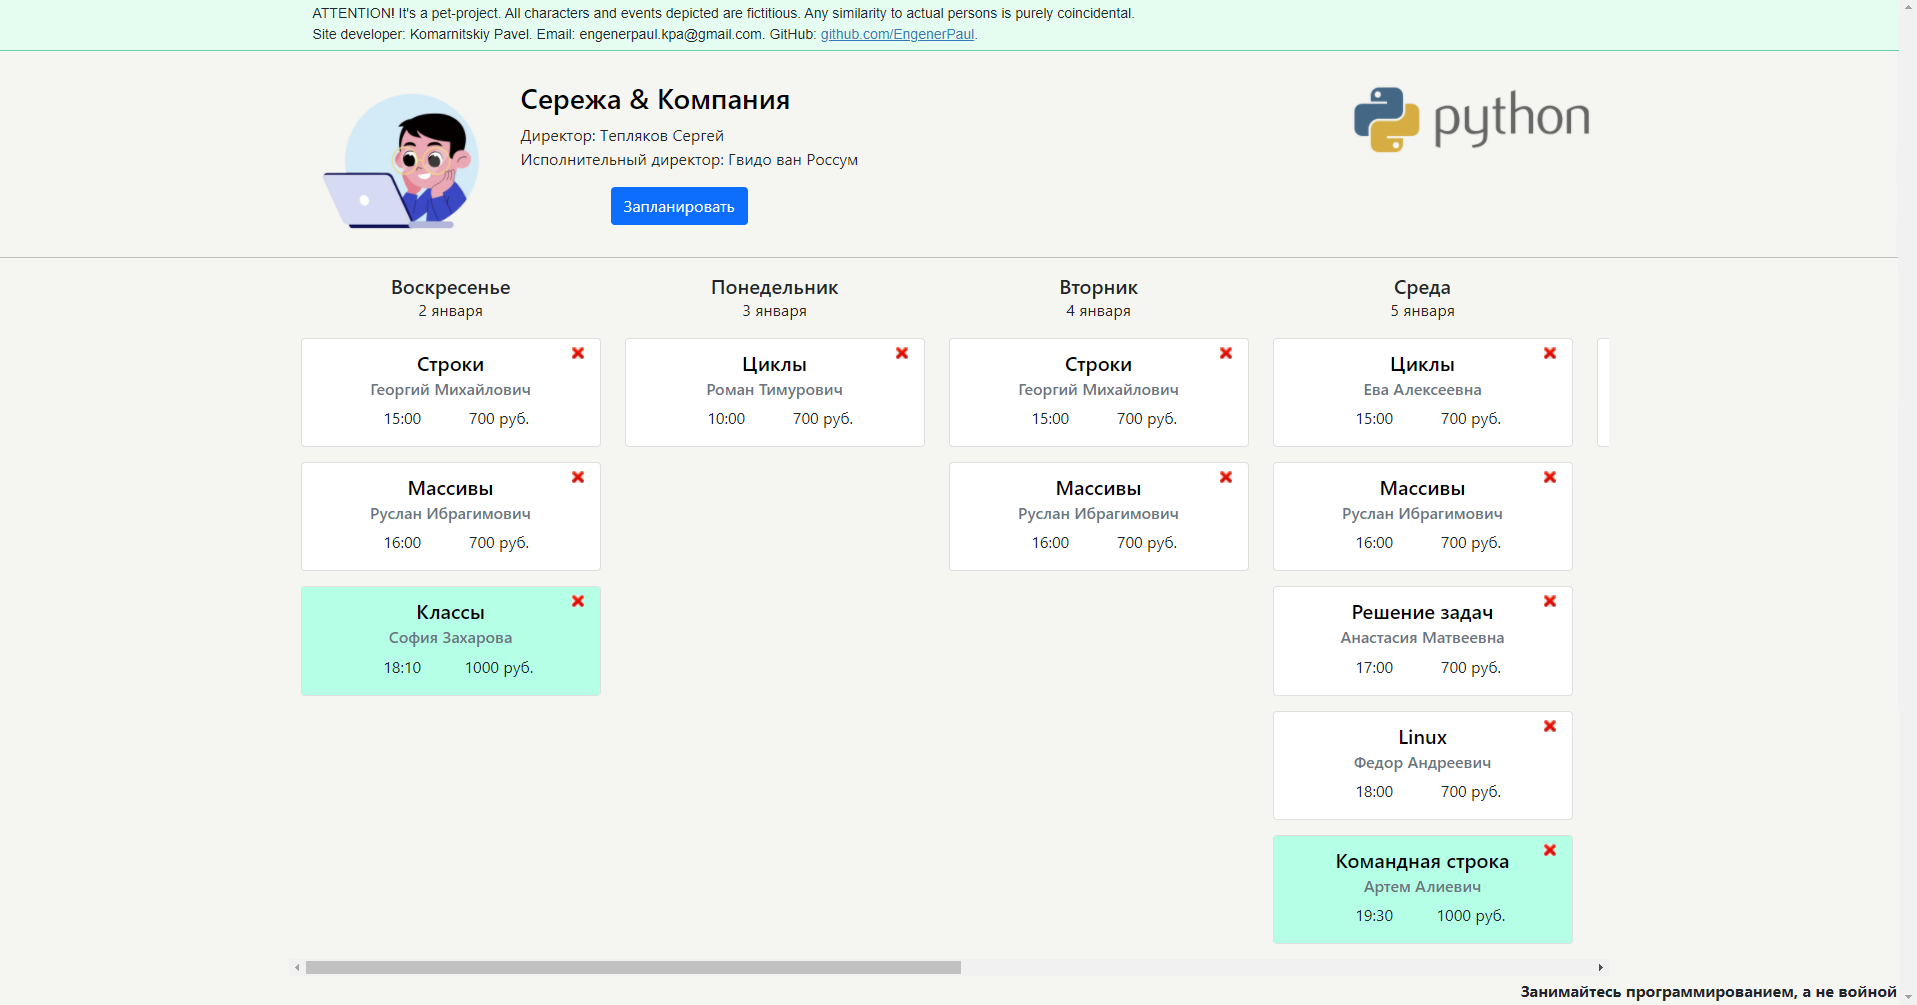 ATTENTION! It's a pet-project. All characters and events depicted are fictitious. Any similarity to actual persons is purely coincidental.
Site developer: Komarnitskiy Pavel. Email: engenerpaul.kpa@gmail.com. GitHub: github.com/EngenerPaul.
Сережа & Компания
Директор: Тепляков Сергей
Исполнительный директор: Гвидо ван Россум
Запланировать
python
Воскресенье
2 января
Строки
Георгий Михайлович
15:00 700 руб.
Массивы
Руслан Ибрагимович
16:00 700 руб.
Классы
София Захарова
18:10 1000 руб.
Понедельник
3 января
Циклы
Роман Тимурович
10:00 700 руб.
Вторник
4 января
Строки
Георгий Михайлович
15:00 700 руб.
Массивы
Руслан Ибрагимович
16:00 700 руб.
Среда
5 января
Циклы
Ева Алексеевна
15:00 700 руб.
Массивы
Руслан Ибрагимович
16:00 700 руб.
Решение задач
Анастасия Матвеевна
17:00 700 руб.
Linux
Федор Андреевич
18:00 700 руб.
Командная строка
Артем Алиевич
19:30 1000 руб.
Занимайтесь программированием, а не войной